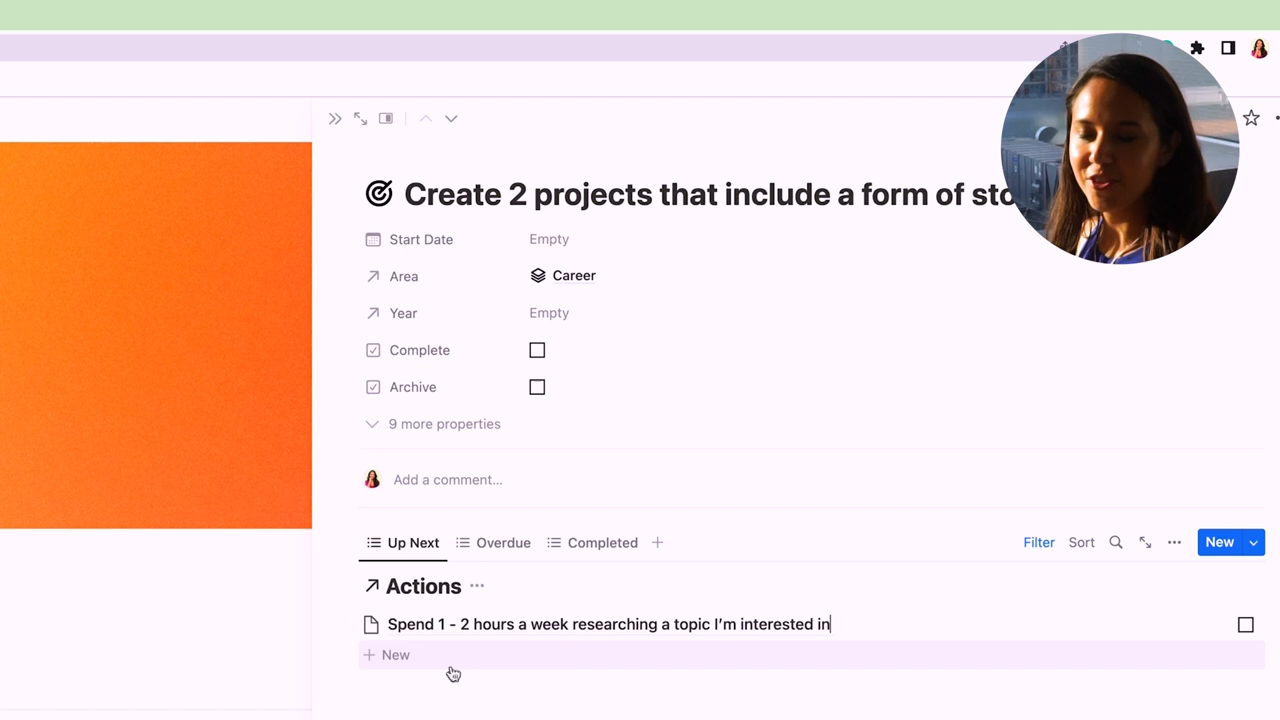 Create 2 projects that include a form of
Start Date Empty
Area Career
Year Empty
Complete
Archive
9 more properties
Add a comment...
Up Next Overdue Completed
Filter Sort New
Actions
Spend 1 - 2 hours a week researching a topic I'm interested in
New